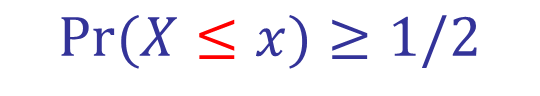 Pr(X ≤ x) ≥ 1/2